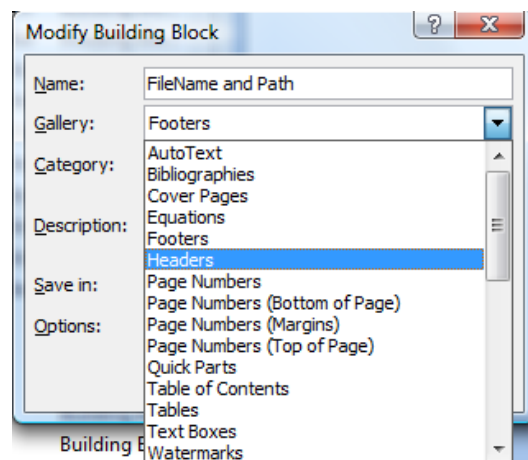 Modify Building Block
Name: FileName and Path
Gallery: Footers
Category:
Description:
Save in:
Options:
AutoText
Bibliographies
Cover Pages
Equations
Footers
Headers
Page Numbers
Page Numbers (Bottom of Page)
Page Numbers (Margins)
Page Numbers (Top of Page)
Quick Parts
Table of Contents
Tables
Text Boxes
Watermarks
Building